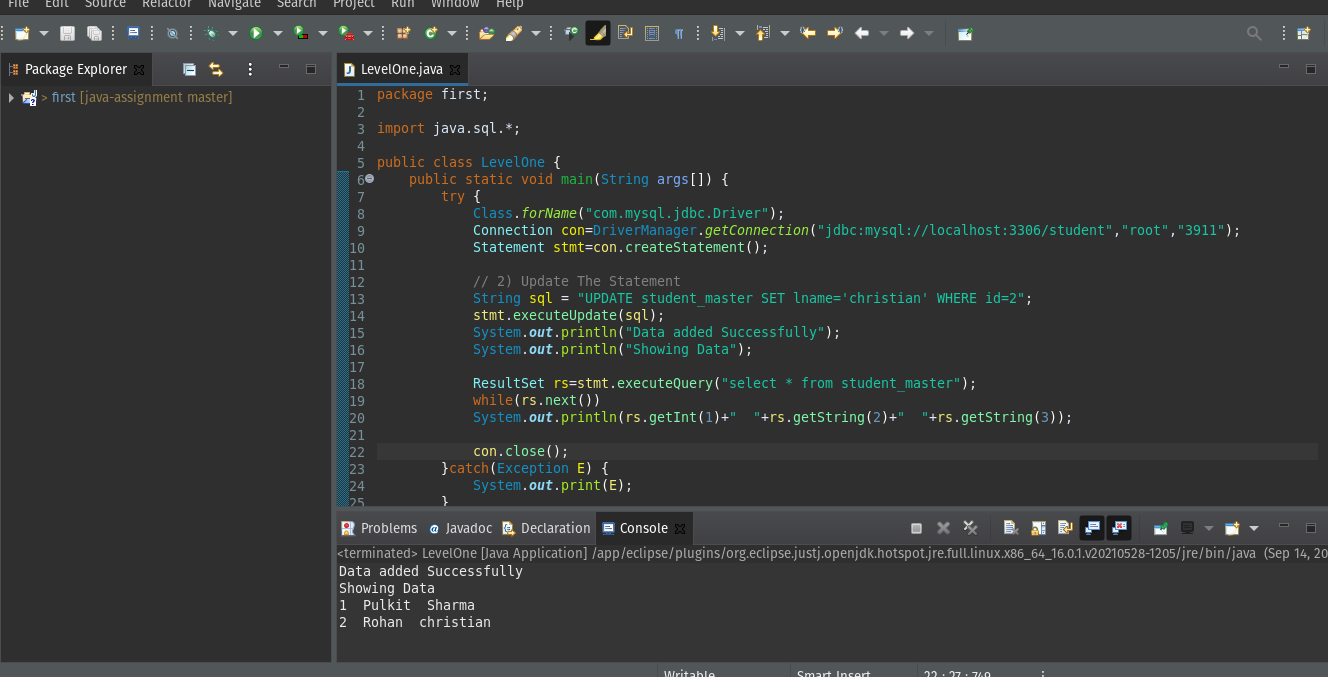 File Edit Source Refactor Navigate Search Project Run Window Help
Package Explorer
LevelOne.java
> first [java-assignment master]
1 package first;
2
3 import java.sql.*;
4
5 public class LevelOne {
6 public static void main(String args[]) {
7 try {
8 Class.forName("com.mysql.jdbc.Driver");
9 Connection con=DriverManager.getConnection("jdbc:mysql://localhost:3306/student","root","3911");
10 Statement stmt=con.createStatement();
11
12 // 2) Update The Statement
13 String sql = "UPDATE student_master SET lname='christian' WHERE id=2";
14 stmt.executeUpdate(sql);
15 System.out.println("Data added Successfully");
16 System.out.println("Showing Data");
17
18 ResultSet rs=stmt.executeQuery("select * from student_master");
19 while(rs.next())
20 System.out.println(rs.getInt(1)+"  "+rs.getString(2)+"  "+rs.getString(3));
21
22 con.close();
23 }catch(Exception E) {
24 System.out.print(E);
25 }
Problems Javadoc Declaration Console
<terminated> LevelOne [Java Application] /app/eclipse/plugins/org.eclipse.justj.openjdk.hotspot.jre.full.linux.x86_64_16.0.1.v20210528-1205/jre/bin/java (Sep 14, 20
Data added Successfully
Showing Data
1  Pulkit  Sharma
2  Rohan  christian
Writable Smart Insert 22 : 27 : 749